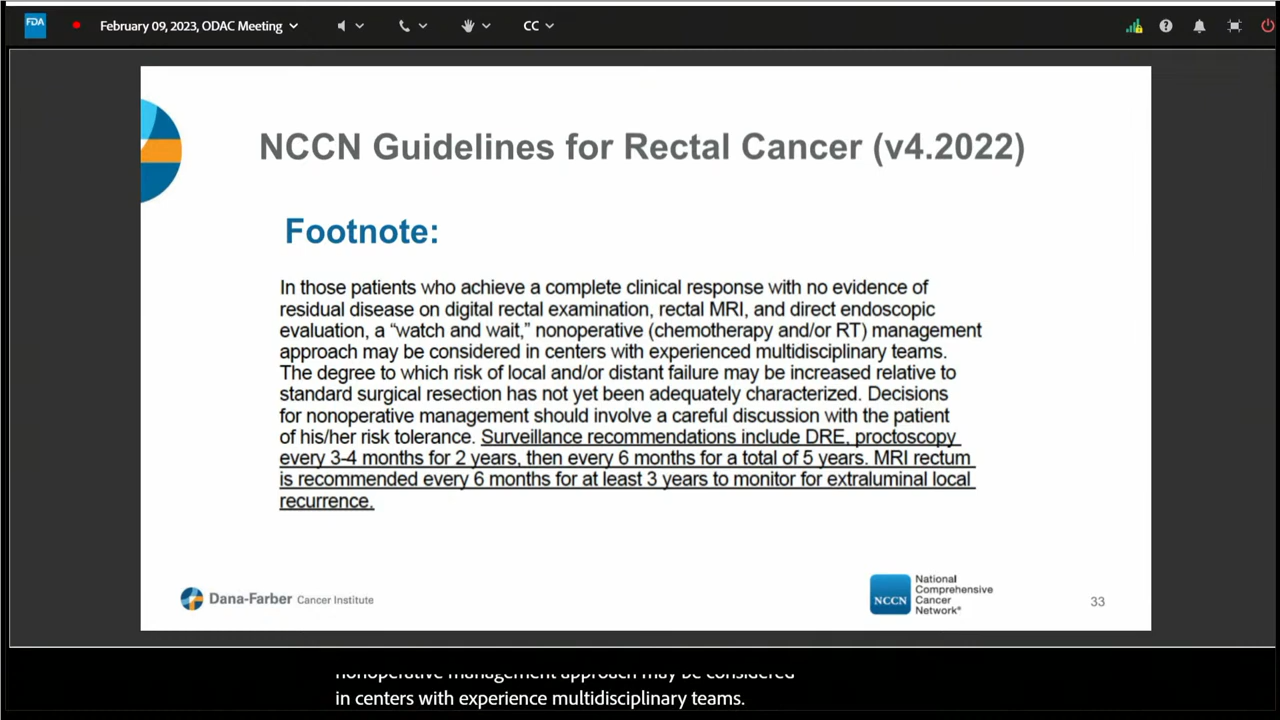 FDA
February 09, 2023, ODAC Meeting
CC
NCCN Guidelines for Rectal Cancer (v4.2022)
Footnote:
In those patients who achieve a complete clinical response with no evidence of
residual disease on digital rectal examination, rectal MRI, and direct endoscopic
evaluation, a “watch and wait,” nonoperative (chemotherapy and/or RT) management
approach may be considered in centers with experienced multidisciplinary teams.
The degree to which risk of local and/or distant failure may be increased relative to
standard surgical resection has not yet been adequately characterized. Decisions
for nonoperative management should involve a careful discussion with the patient
of his/her risk tolerance. Surveillance recommendations include DRE, proctoscopy
every 3-4 months for 2 years, then every 6 months for a total of 5 years. MRI rectum
is recommended every 6 months for at least 3 years to monitor for extraluminal local
recurrence.
Dana-Farber Cancer Institute
NCCN
National
Comprehensive
Cancer
Network®
33
nonoperative management approach may be considered
in centers with experience multidisciplinary teams.